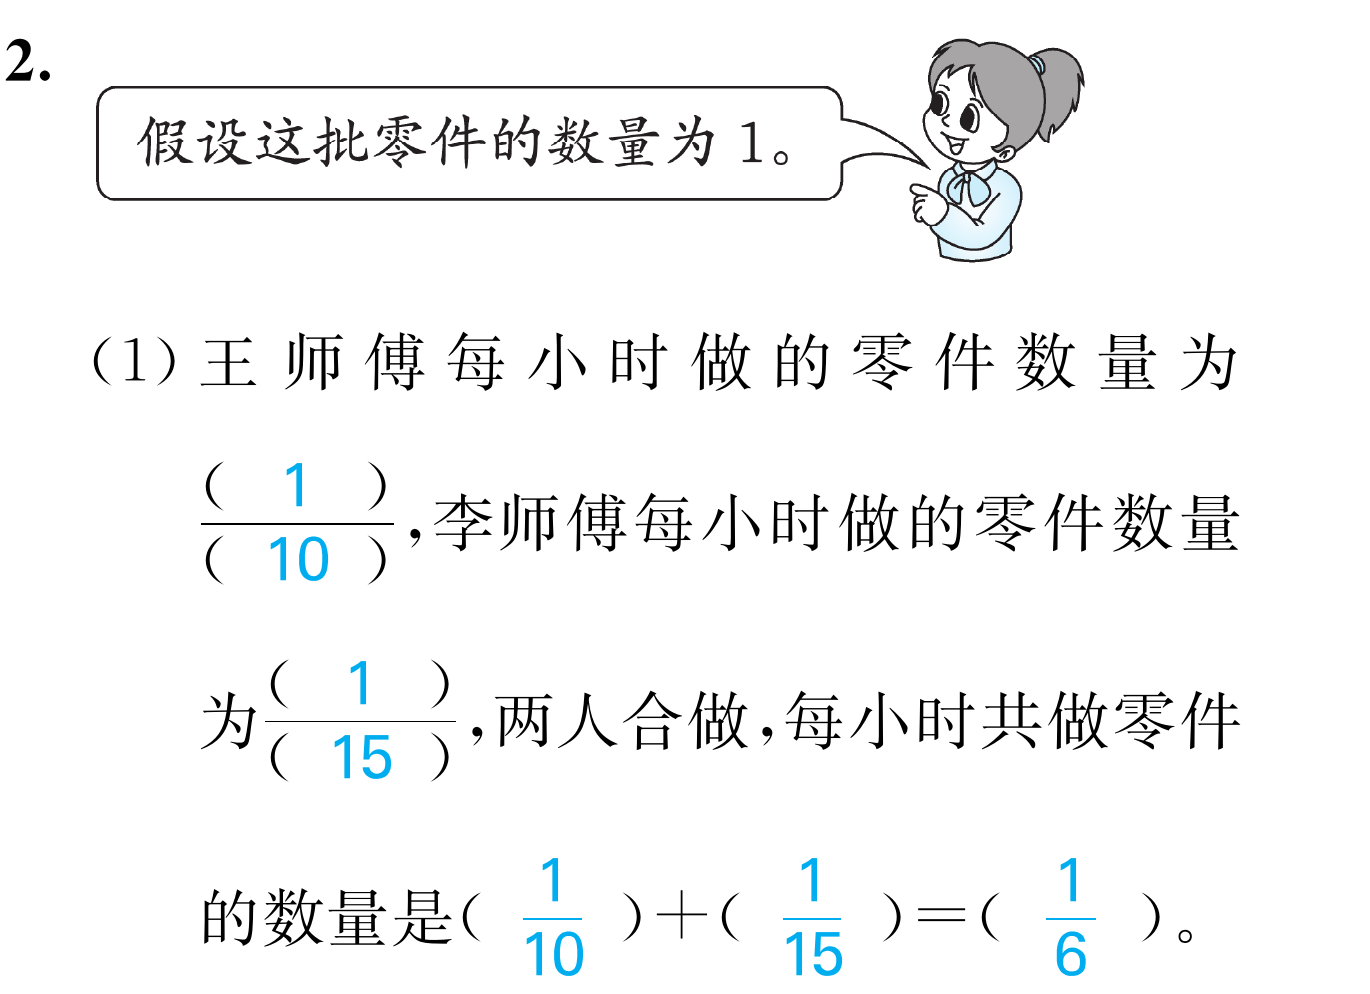 2.
假设这批零件的数量为 1。
(1)王师傅每小时做的零件数量为
( 1 )/( 10 ),李师傅每小时做的零件数量
为( 1 )/( 15 ),两人合做,每小时共做零件
的数量是( 1/10 )+( 1/15 )=( 1/6 )。